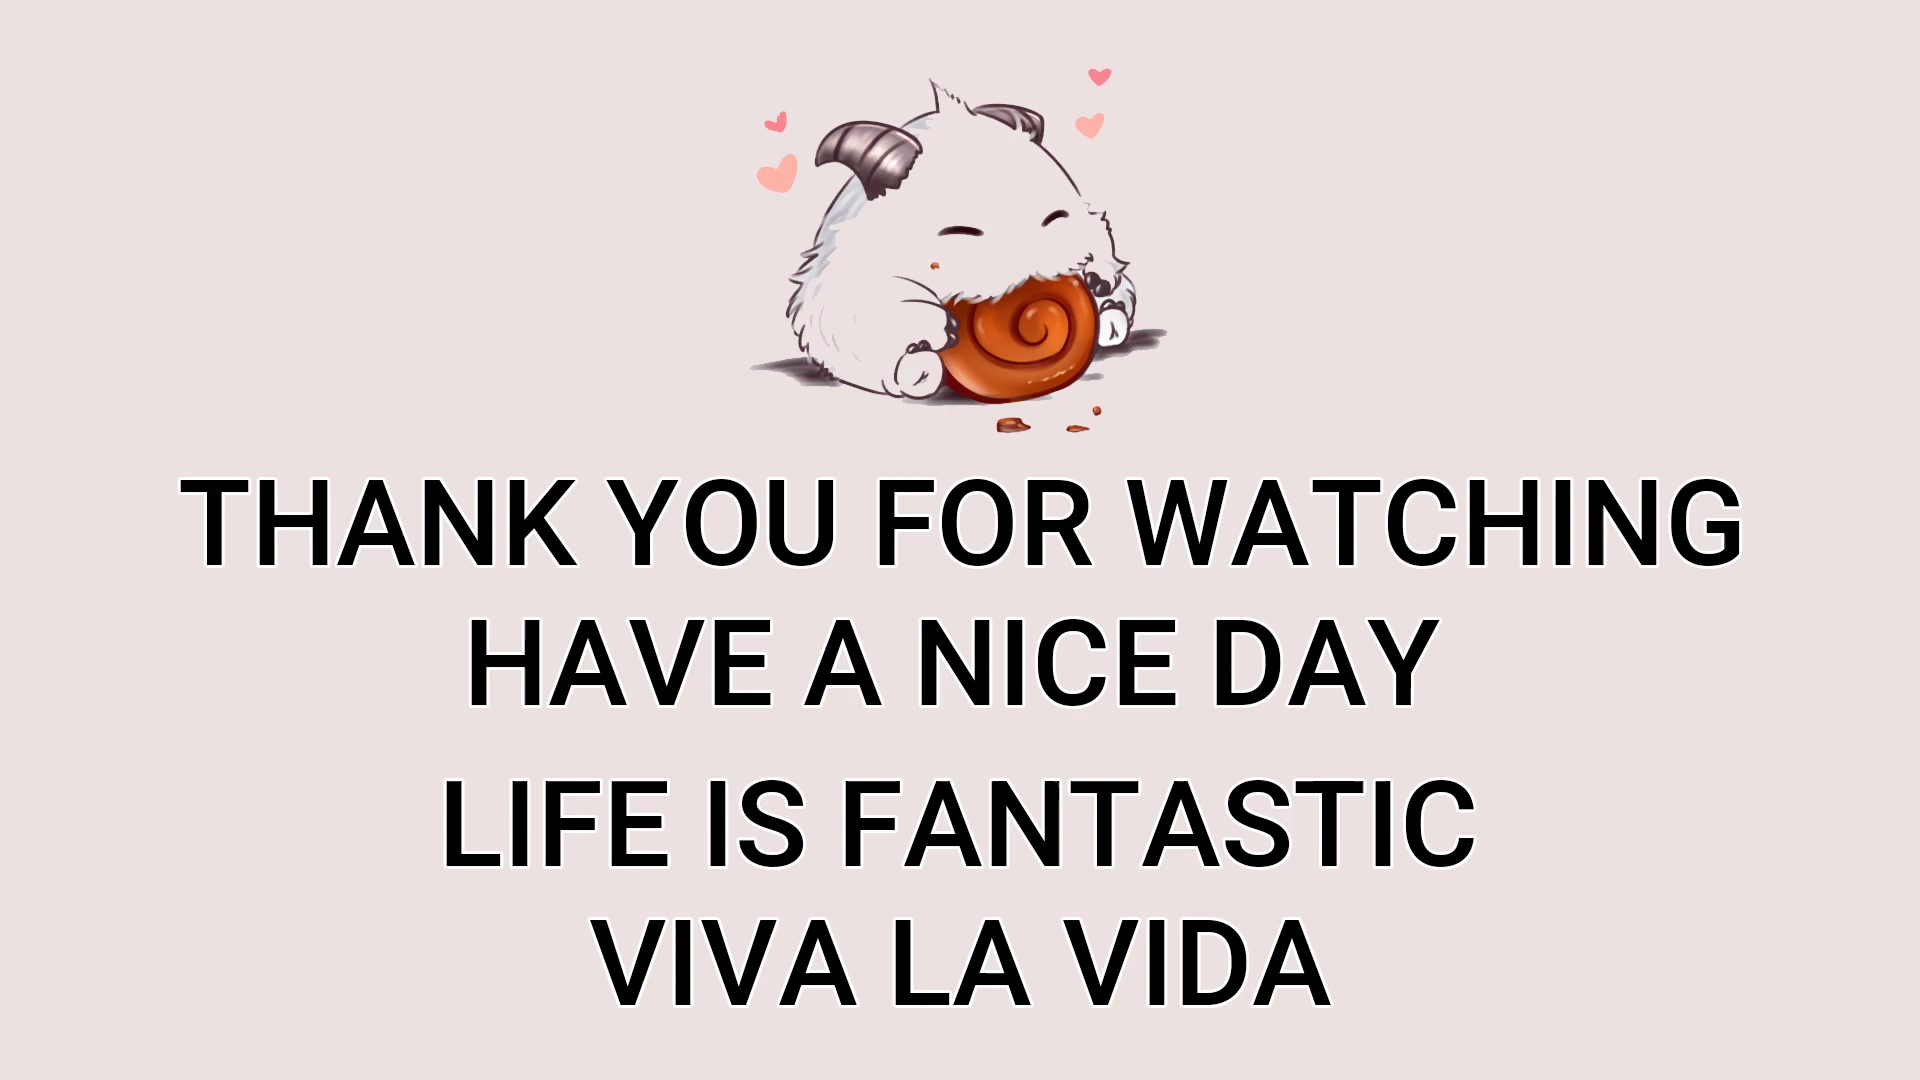 THANK YOU FOR WATCHING
HAVE A NICE DAY
LIFE IS FANTASTIC
VIVA LA VIDA